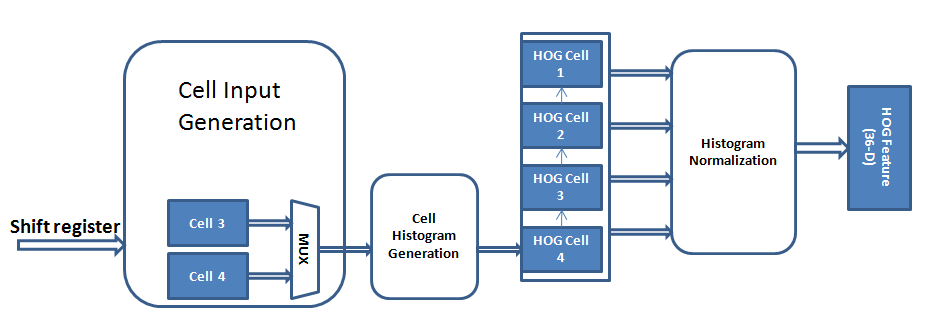 Shift register
Cell Input
Generation
Cell 3
Cell 4
MUX
Cell
Histogram
Generation
HOG Cell
1
HOG Cell
2
HOG Cell
3
HOG Cell
4
Histogram
Normalization
HOG Feature
(36-D)